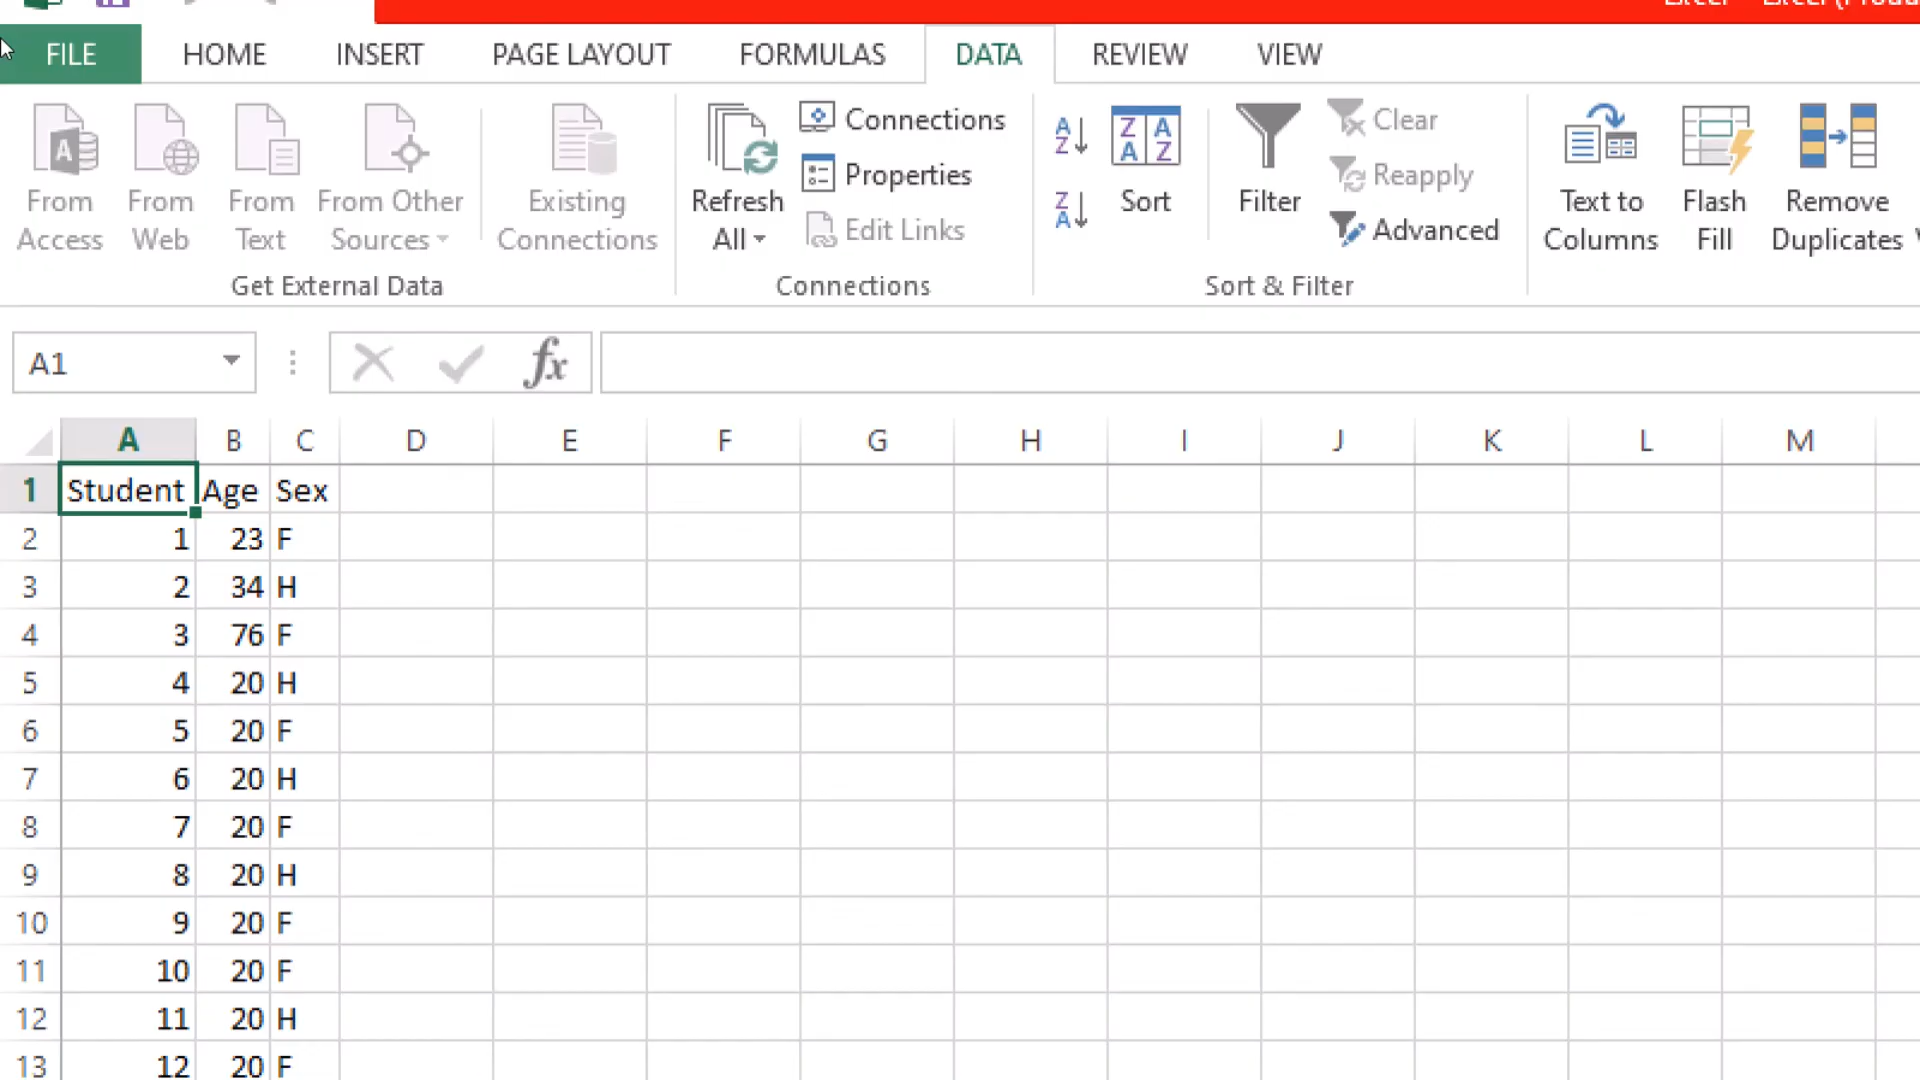 FILE HOME INSERT PAGE LAYOUT FORMULAS DATA REVIEW VIEW
From Access
From Web
From Text
From Other Sources
Existing Connections
Get External Data
Refresh All
Connections
Properties
Edit Links
Connections
Sort
Filter
Clear
Reapply
Advanced
Sort & Filter
Text to Columns
Flash Fill
Remove Duplicates
A1 fx
A B C D E F G H I J K L M
1 Student Age Sex
2 1 23 F
3 2 34 H
4 3 76 F
5 4 20 H
6 5 20 F
7 6 20 H
8 7 20 F
9 8 20 H
10 9 20 F
11 10 20 F
12 11 20 H
13 12 20 F